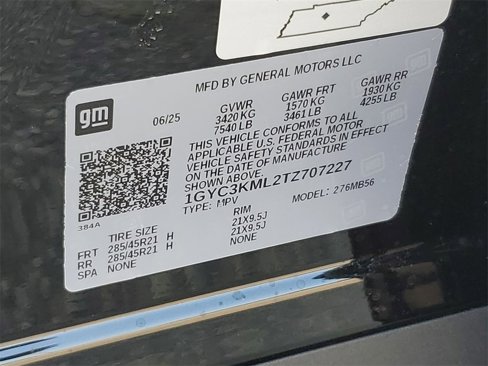 MFD BY GENERAL MOTORS LLC
gm
06/25
GVWR GAWR FRT GAWR RR
3420 KG 1570 KG 1930 KG
7540 LB 3461 LB 4255 LB
THIS VEHICLE CONFORMS TO ALL
APPLICABLE U.S. FEDERAL MOTOR
VEHICLE SAFETY STANDARDS IN EFFECT
ON THE DATE OF MANUFACTURE
1GYC3KML2TZ707227
TYPE: MPV MODEL: 276MB56
384A
TIRE SIZE RIM
FRT 285/45R21 H 21X9.5J
RR 285/45R21 H 21X9.5J
SPA NONE NONE